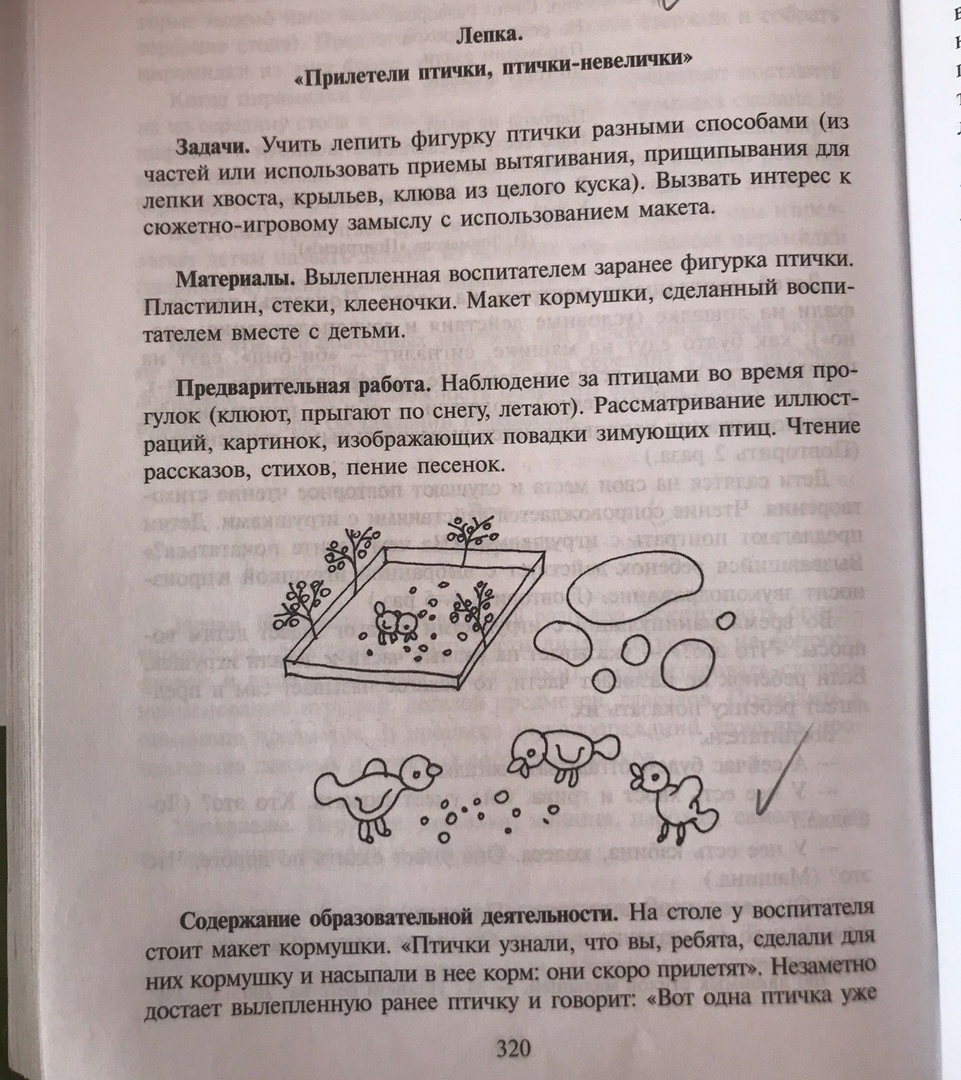 Лепка.
«Прилетели птички, птички-невелички»
Задачи. Учить лепить фигурку птички разными способами (из
частей или использовать приемы вытягивания, прищипывания для
лепки хвоста, крыльев, клюва из целого куска). Вызвать интерес к
сюжетно-игровому замыслу с использованием макета.
Материалы. Вылепленная воспитателем заранее фигурка птички.
Пластилин, стеки, клееночки. Макет кормушки, сделанный воспи-
тателем вместе с детьми.
Предварительная работа. Наблюдение за птицами во время про-
гулок (клюют, прыгают по снегу, летают). Рассматривание иллюст-
раций, картинок, изображающих повадки зимующих птиц. Чтение
рассказов, стихов, пение песенок.
Содержание образовательной деятельности. На столе у воспитателя
стоит макет кормушки. «Птички узнали, что вы, ребята, сделали для
них кормушку и насыпали в нее корм: они скоро прилетят». Незаметно
достает вылепленную ранее птичку и говорит: «Вот одна птичка уже
320